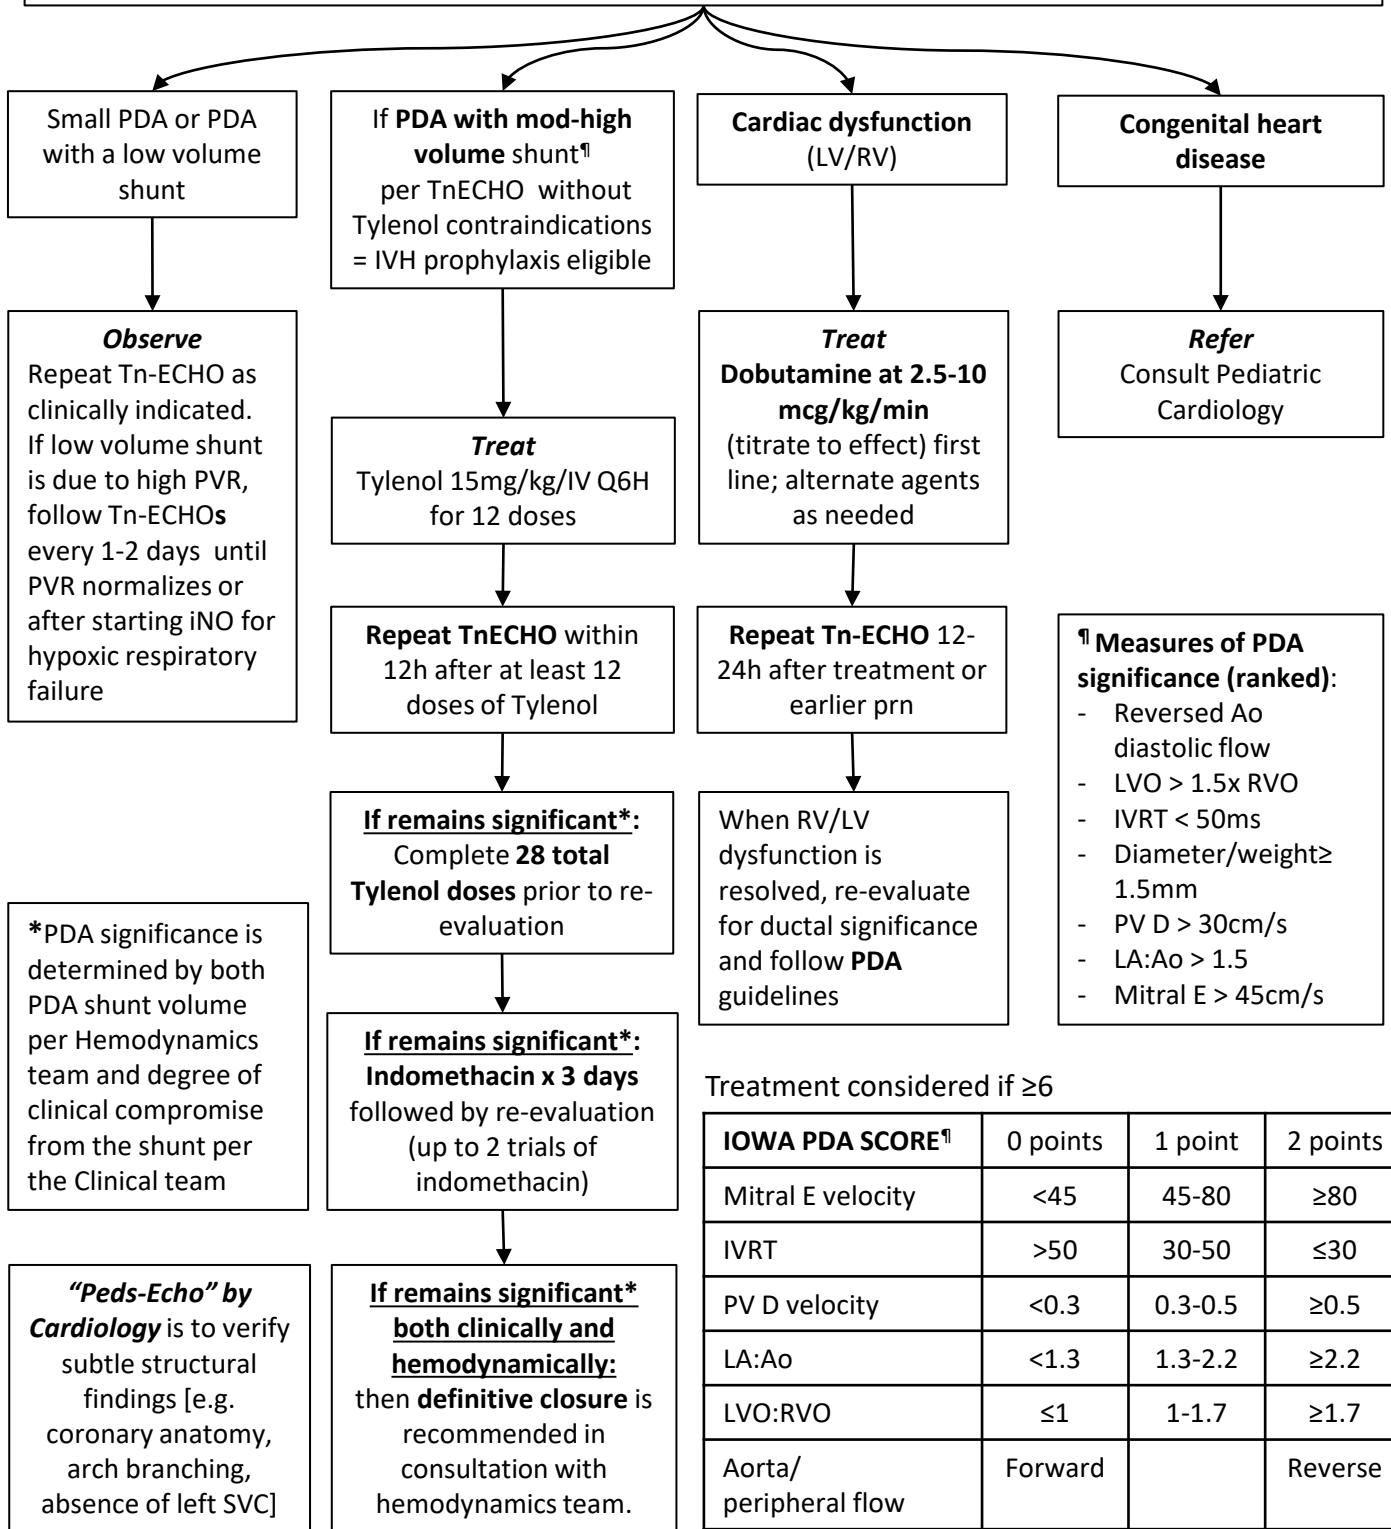 Small PDA or PDA
with a low volume
shunt
If PDA with mod-high
volume shunt¶
per TnECHO without
Tylenol contraindications
= IVH prophylaxis eligible
Cardiac dysfunction
(LV/RV)
Congenital heart
disease
Observe
Repeat Tn-ECHO as
clinically indicated.
If low volume shunt
is due to high PVR,
follow Tn-ECHOs
every 1-2 days until
PVR normalizes or
after starting iNO for
hypoxic respiratory
failure
Treat
Tylenol 15mg/kg/IV Q6H
for 12 doses
Treat
Dobutamine at 2.5-10
mcg/kg/min
(titrate to effect) first
line; alternate agents
as needed
Refer
Consult Pediatric
Cardiology
Repeat TnECHO within
12h after at least 12
doses of Tylenol
Repeat Tn-ECHO 12-
24h after treatment or
earlier prn
¶ Measures of PDA
significance (ranked):
- Reversed Ao
diastolic flow
- LVO > 1.5x RVO
- IVRT < 50ms
- Diameter/weight≥
1.5mm
- PV D > 30cm/s
- LA:Ao > 1.5
- Mitral E > 45cm/s
If remains significant*:
Complete 28 total
Tylenol doses prior to re-
evaluation
When RV/LV
dysfunction is
resolved, re-evaluate
for ductal significance
and follow PDA
guidelines
*PDA significance is
determined by both
PDA shunt volume
per Hemodynamics
team and degree of
clinical compromise
from the shunt per
the Clinical team
If remains significant*:
Indomethacin x 3 days
followed by re-evaluation
(up to 2 trials of
indomethacin)
"Peds-Echo" by
Cardiology is to verify
subtle structural
findings [e.g.
coronary anatomy,
arch branching,
absence of left SVC]
If remains significant*
both clinically and
hemodynamically:
then definitive closure is
recommended in
consultation with
hemodynamics team.
Treatment considered if ≥6
IOWA PDA SCORE¶ 0 points 1 point 2 points
Mitral E velocity <45 45-80 ≥80
IVRT >50 30-50 ≤30
PV D velocity <0.3 0.3-0.5 ≥0.5
LA:Ao <1.3 1.3-2.2 ≥2.2
LVO:RVO ≤1 1-1.7 ≥1.7
Aorta/ Forward Reverse
peripheral flow